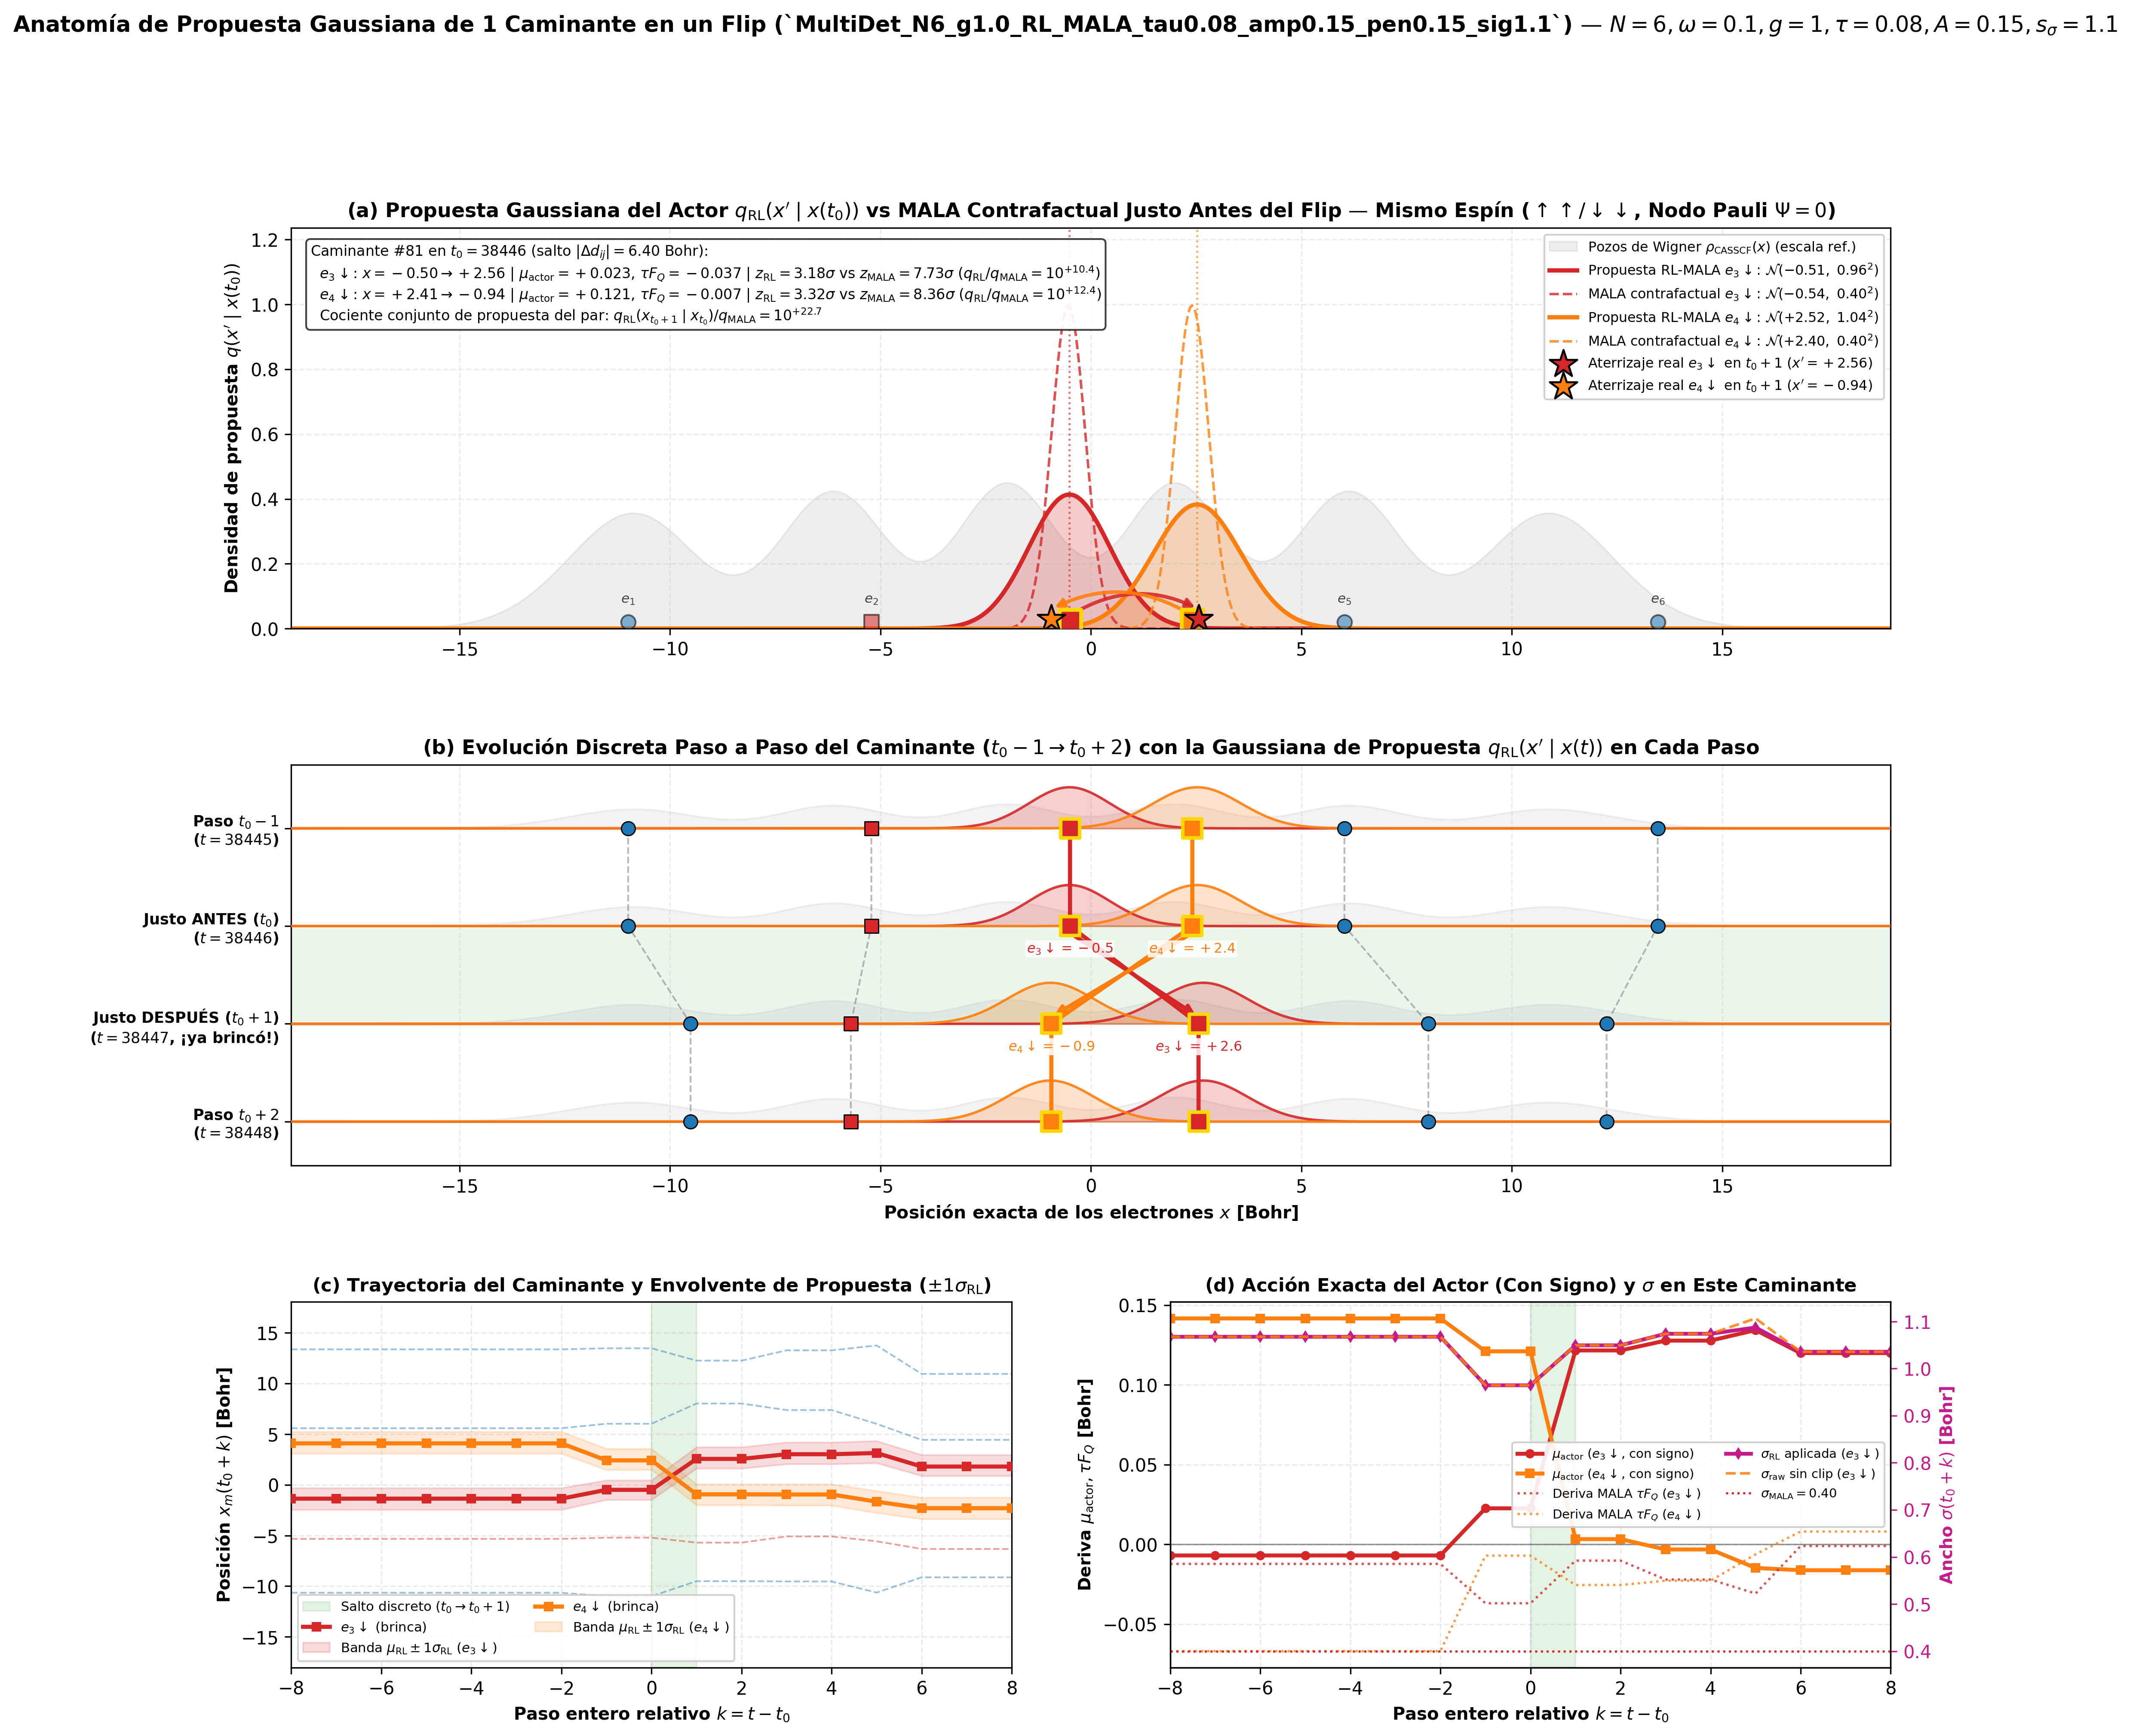 Anatomía de Propuesta Gaussiana de 1 Caminante en un Flip (`MultiDet_N6_g1.0_RL_MALA_tau0.08_amp0.15_pen0.15_sig1.1`) — N = 6, ω = 0.1, g = 1, τ = 0.08, A = 0.15, s_σ = 1.1
(a) Propuesta Gaussiana del Actor q_RL(x′ | x(t₀)) vs MALA Contrafactual Justo Antes del Flip — Mismo Espín (↑↑/↓↓, Nodo Pauli Ψ = 0)
Densidad de propuesta q(x′ | x(t₀))
1.2
1.0
0.8
0.6
0.4
0.2
0.0
Caminante #81 en t₀ = 38446 (salto |Δd_ij| = 6.40 Bohr):
e₃↓: x = −0.50 → +2.56 | μ_actor = +0.023, τF_Q = −0.037 | z_RL = 3.18σ vs z_MALA = 7.73σ (q_RL/q_MALA = 10^{+10.4})
e₄↓: x = +2.41 → −0.94 | μ_actor = +0.121, τF_Q = −0.007 | z_RL = 3.32σ vs z_MALA = 8.36σ (q_RL/q_MALA = 10^{+12.4})
Cociente conjunto de propuesta del par: q_RL(x_{t₀+1} | x_{t₀})/q_MALA = 10^{+22.7}
Pozos de Wigner ρ_CASSCF(x) (escala ref.)
Propuesta RL-MALA e₃↓: 𝒩(−0.51, 0.96²)
MALA contrafactual e₃↓: 𝒩(−0.54, 0.40²)
Propuesta RL-MALA e₄↓: 𝒩(+2.52, 1.04²)
MALA contrafactual e₄↓: 𝒩(+2.40, 0.40²)
Aterrizaje real e₃↓ en t₀ + 1 (x′ = +2.56)
Aterrizaje real e₄↓ en t₀ + 1 (x′ = −0.94)
e₁ e₂ e₅ e₆
−15 −10 −5 0 5 10 15
(b) Evolución Discreta Paso a Paso del Caminante (t₀ − 1 → t₀ + 2) con la Gaussiana de Propuesta q_RL(x′ | x(t)) en Cada Paso
Paso t₀ − 1
(t = 38445)
Justo ANTES (t₀)
(t = 38446)
e₃↓ = −0.5 e₄↓ = +2.4
Justo DESPUÉS (t₀ + 1)
(t = 38447, ¡ya brincó!)
e₄↓ = −0.9 e₃↓ = +2.6
Paso t₀ + 2
(t = 38448)
−15 −10 −5 0 5 10 15
Posición exacta de los electrones x [Bohr]
(c) Trayectoria del Caminante y Envolvente de Propuesta (±1σ_RL)
Posición x_m(t₀ + k) [Bohr]
15
10
5
0
−5
−10
−15
Salto discreto (t₀ → t₀ + 1)
e₃↓ (brinca)
Banda μ_RL ± 1σ_RL (e₃↓)
e₄↓ (brinca)
Banda μ_RL ± 1σ_RL (e₄↓)
−8 −6 −4 −2 0 2 4 6 8
Paso entero relativo k = t − t₀
(d) Acción Exacta del Actor (Con Signo) y σ en Este Caminante
Deriva μ_actor, τF_Q [Bohr]
0.15
0.10
0.05
0.00
−0.05
μ_actor (e₃↓, con signo)
μ_actor (e₄↓, con signo)
Deriva MALA τF_Q (e₃↓)
Deriva MALA τF_Q (e₄↓)
σ_RL aplicada (e₃↓)
σ_raw sin clip (e₃↓)
σ_MALA = 0.40
1.1
1.0
0.9
0.8
0.7
0.6
0.5
0.4
Ancho σ(t₀ + k) [Bohr]
−8 −6 −4 −2 0 2 4 6 8
Paso entero relativo k = t − t₀